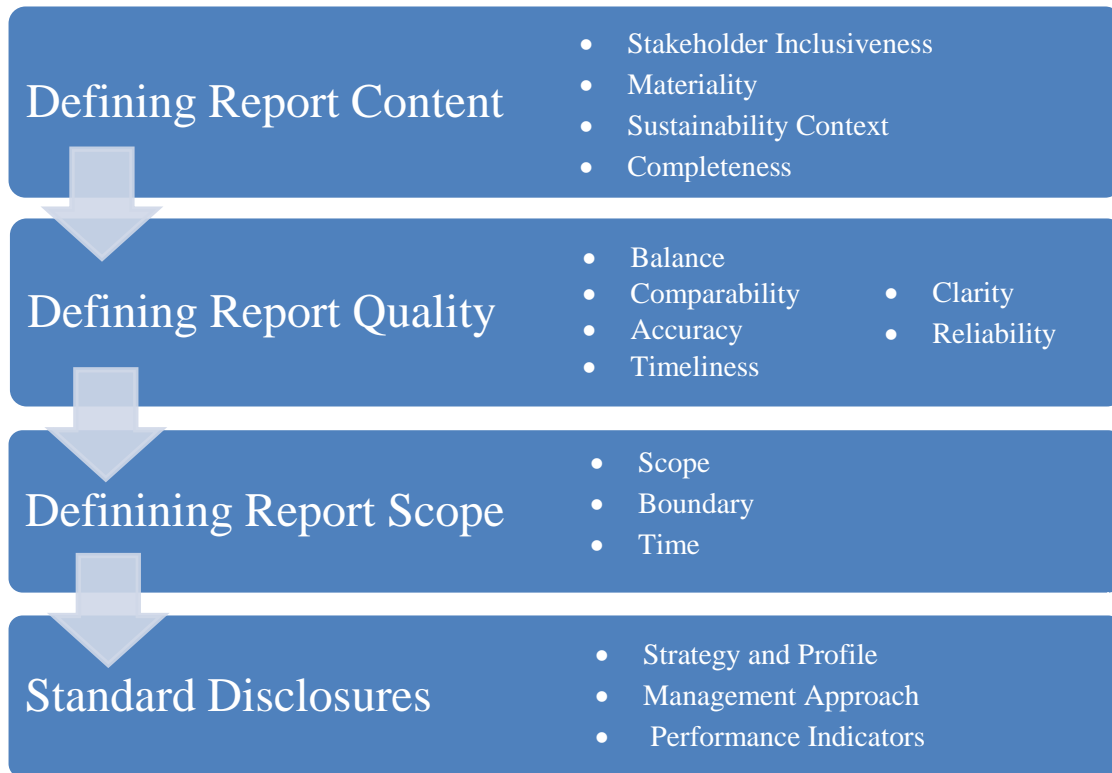 Defining Report Content
• Stakeholder Inclusiveness
• Materiality
• Sustainability Context
• Completeness
Defining Report Quality
• Balance
• Comparability
• Accuracy
• Timeliness
• Clarity
• Reliability
Definining Report Scope
• Scope
• Boundary
• Time
Standard Disclosures
• Strategy and Profile
• Management Approach
• Performance Indicators